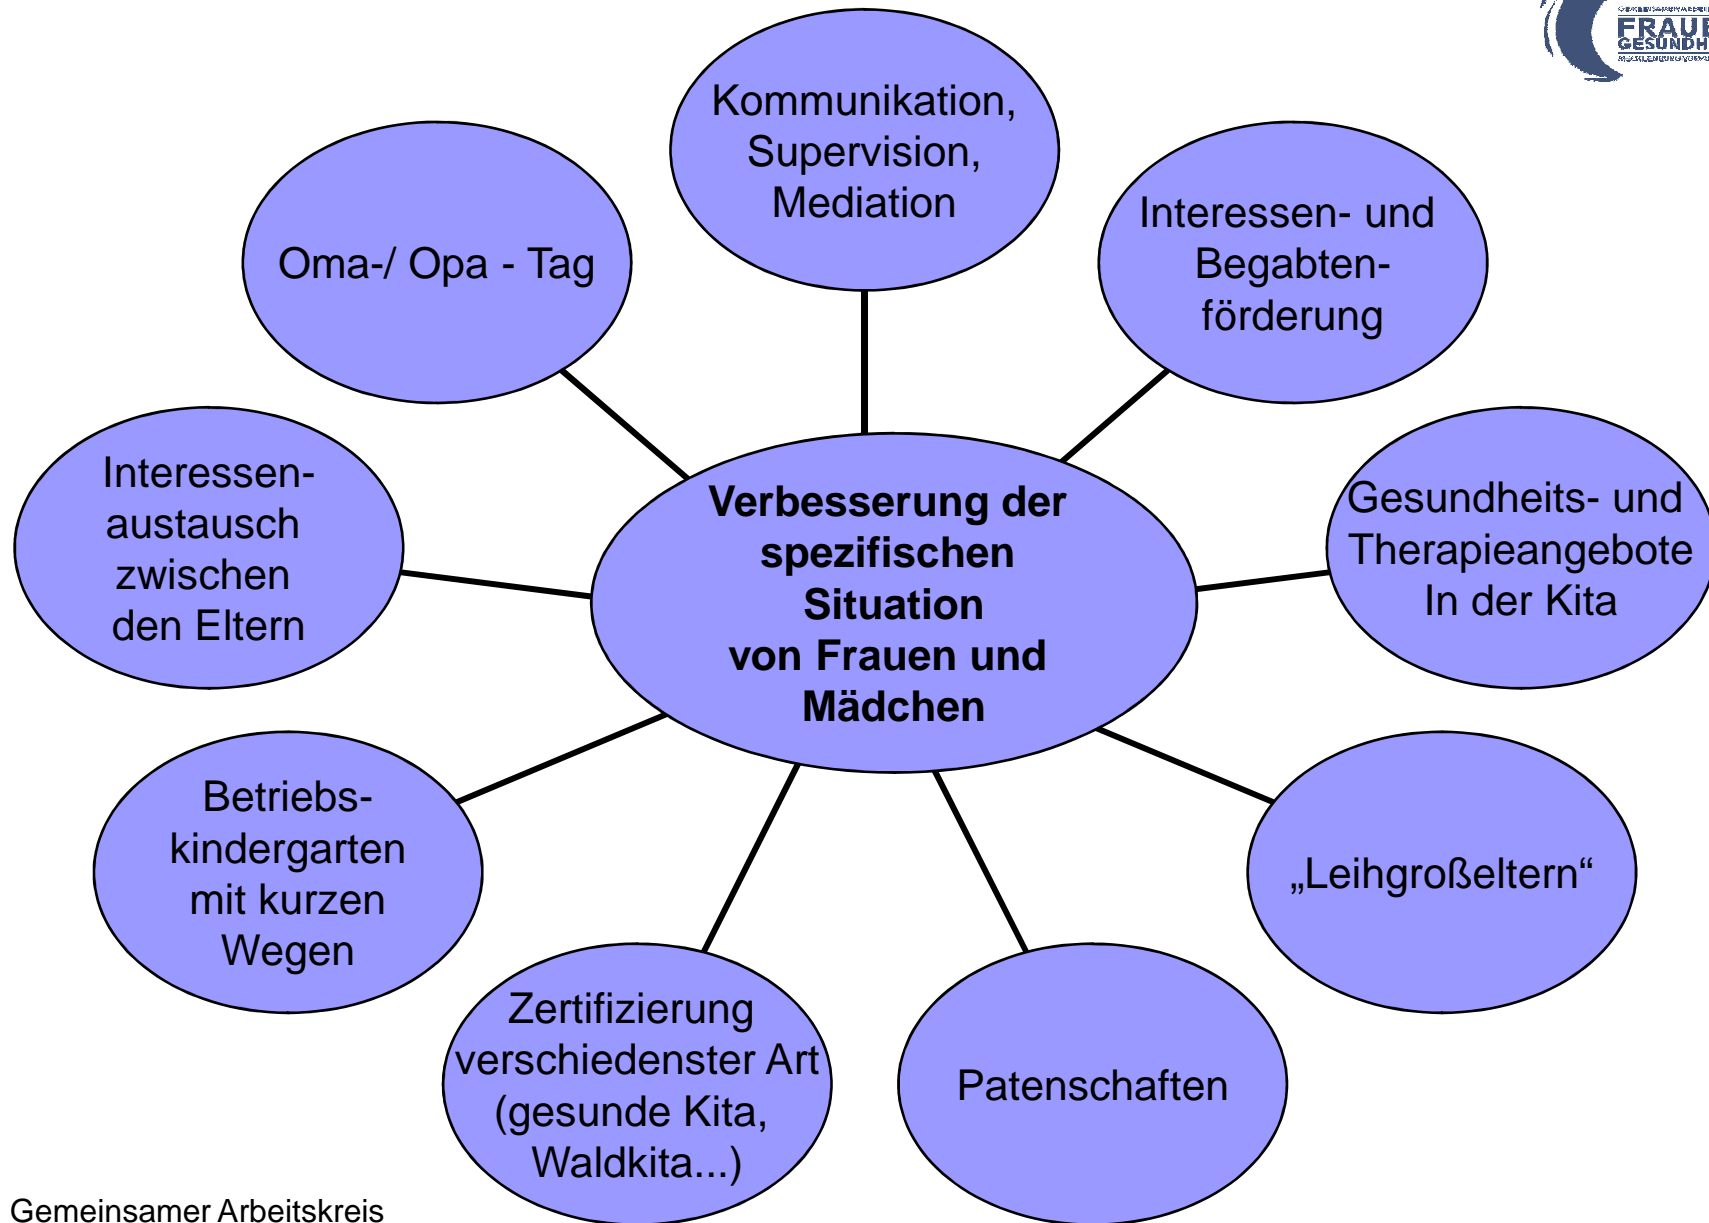 FRAUE
GESUNDH
Kommunikation,
Supervision,
Mediation
Interessen- und
Begabten-
förderung
Oma-/ Opa - Tag
Gesundheits- und
Therapieangebote
In der Kita
Interessen-
austausch
zwischen
den Eltern
Verbesserung der
spezifischen
Situation
von Frauen und
Mädchen
Betriebs-
kindergarten
mit kurzen
Wegen
„Leihgroßeltern“
Zertifizierung
verschiedenster Art
(gesunde Kita,
Waldkita...)
Patenschaften
Gemeinsamer Arbeitskreis